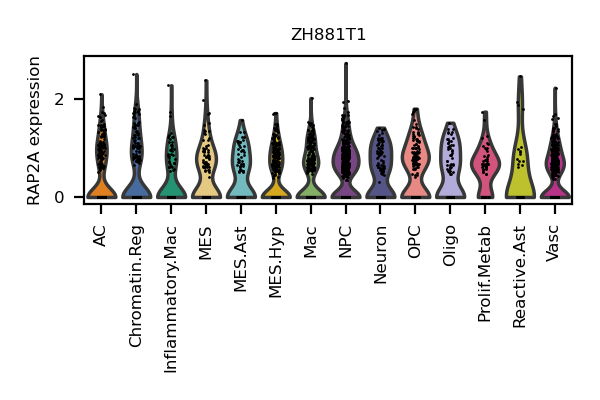 ZH881T1
RAP2A expression
2
0
AC
Chromatin.Reg
Inflammatory.Mac
MES
MES.Ast
MES.Hyp
Mac
NPC
Neuron
OPC
Oligo
Prolif.Metab
Reactive.Ast
Vasc